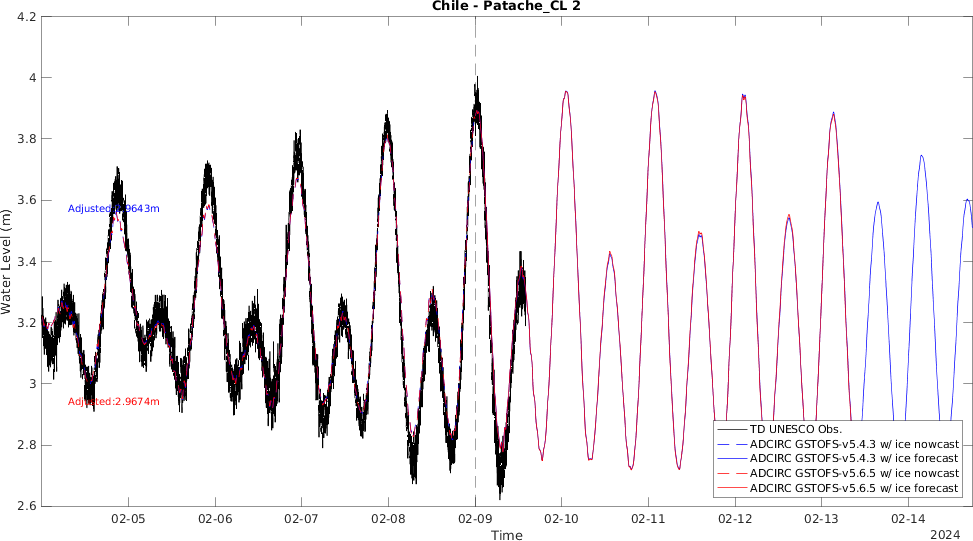 Chile - Patache_CL 2
4.2
4
3.8
3.6
3.4
3.2
3
2.8
2.6
Water Level (m)
Adjusted:2.9643m
Adjusted:2.9674m
TD UNESCO Obs.
ADCIRC GSTOFS-v5.4.3 w/ ice nowcast
ADCIRC GSTOFS-v5.4.3 w/ ice forecast
ADCIRC GSTOFS-v5.6.5 w/ ice nowcast
ADCIRC GSTOFS-v5.6.5 w/ ice forecast
02-05 02-06 02-07 02-08 02-09 02-10 02-11 02-12 02-13 02-14
Time
2024